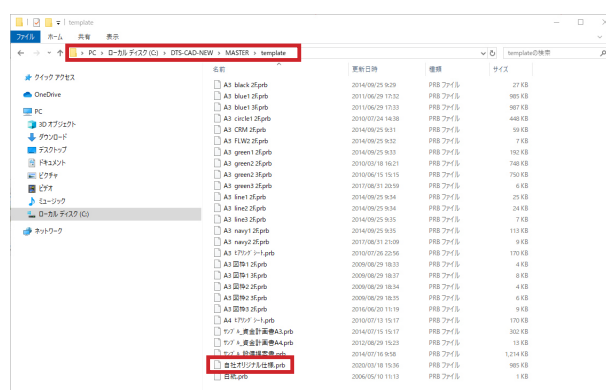 template
ファイル ホーム 共有 表示
PC › ローカル ディスク (C:) › DTS-CAD-NEW › MASTER › template
templateの検索
名前 更新日時 種類 サイズ
クイック アクセス
OneDrive
PC
3D オブジェクト
ダウンロード
デスクトップ
ドキュメント
ピクチャ
ビデオ
ミュージック
ローカル ディスク (C:)
ネットワーク
A3 black 2F.prb 2014/09/25 9:29 PRB ファイル 27 KB
A3 blue1 2F.prb 2011/06/29 17:32 PRB ファイル 985 KB
A3 blue1 3F.prb 2011/06/29 17:33 PRB ファイル 987 KB
A3 circle1 2F.prb 2010/07/24 14:38 PRB ファイル 448 KB
A3 CRM 2F.prb 2014/09/25 9:31 PRB ファイル 59 KB
A3 FLW2 2F.prb 2014/09/25 9:32 PRB ファイル 7 KB
A3 green1 2F.prb 2014/09/25 9:33 PRB ファイル 192 KB
A3 green2 2F.prb 2010/03/18 16:21 PRB ファイル 748 KB
A3 green2 3F.prb 2010/06/15 15:15 PRB ファイル 750 KB
A3 green3 2F.prb 2017/08/31 20:59 PRB ファイル 6 KB
A3 line1 2F.prb 2014/09/25 9:34 PRB ファイル 25 KB
A3 line2 2F.prb 2014/09/25 9:34 PRB ファイル 24 KB
A3 line3 2F.prb 2014/09/25 9:35 PRB ファイル 7 KB
A3 navy1 2F.prb 2014/09/25 9:35 PRB ファイル 113 KB
A3 navy2 2F.prb 2017/08/31 21:09 PRB ファイル 9 KB
A3 ﾋｱﾘﾝｸﾞ ｼｰﾄ.prb 2010/07/26 22:56 PRB ファイル 170 KB
A3 図枠1 2F.prb 2009/08/29 18:33 PRB ファイル 4 KB
A3 図枠1 3F.prb 2009/08/29 18:37 PRB ファイル 8 KB
A3 図枠2 2F.prb 2009/08/29 18:34 PRB ファイル 4 KB
A3 図枠2 3F.prb 2009/08/29 18:35 PRB ファイル 6 KB
A3 図枠3 2F.prb 2016/06/20 11:19 PRB ファイル 9 KB
A4 ﾋｱﾘﾝｸﾞ ｼｰﾄ.prb 2010/07/13 15:17 PRB ファイル 170 KB
ｻﾝﾌﾟﾙ_資金計画書A3.prb 2014/07/15 15:17 PRB ファイル 302 KB
ｻﾝﾌﾟﾙ_資金計画書A4.prb 2012/08/29 15:23 PRB ファイル 13 KB
2014/07/16 9:58 PRB ファイル 1,214 KB
自社オリジナル仕様.prb 2020/03/18 15:36 PRB ファイル 985 KB
白紙.prb 2006/05/10 11:13 PRB ファイル 1 KB